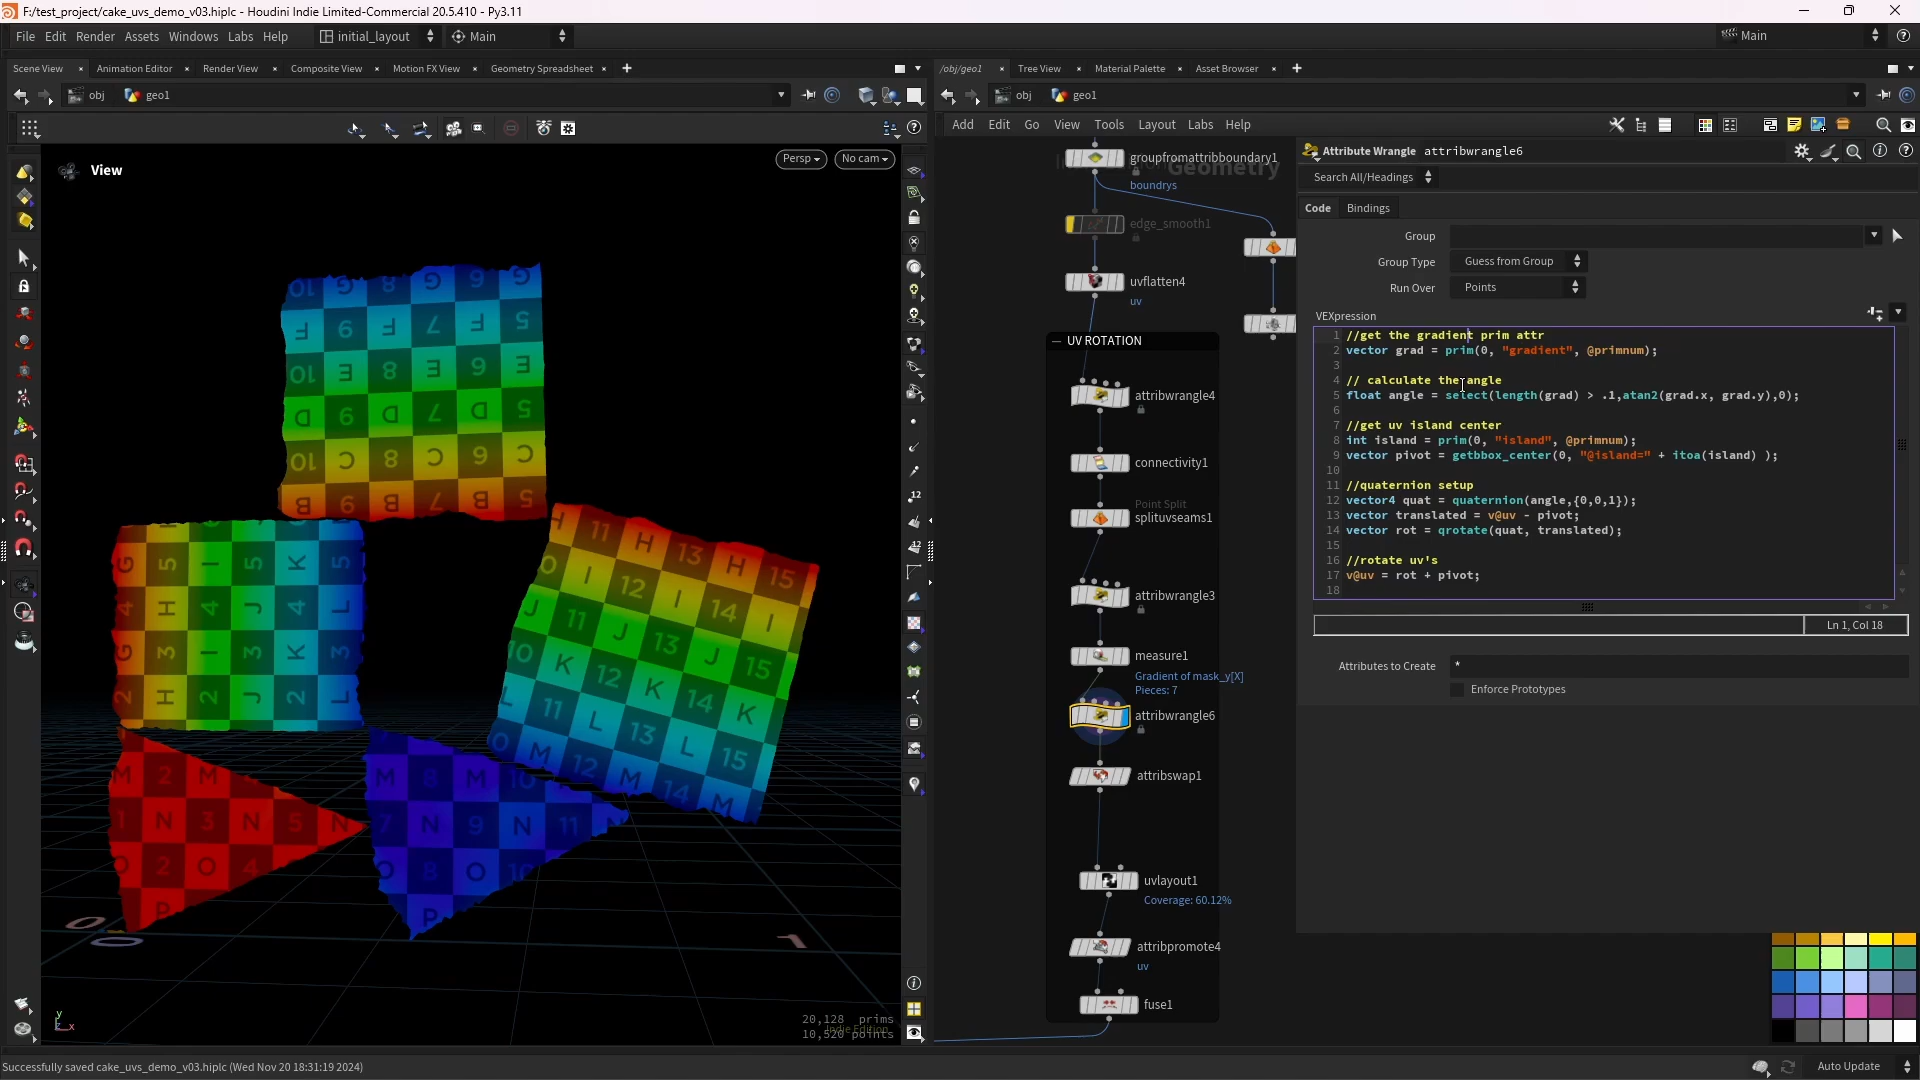 F:/test_project/cake_uvs_demo_v03.hiplc - Houdini Indie Limited-Commercial 20.5.410 - Py3.11
File Edit Render Assets Windows Labs Help initial_layout Main Main
Scene View Animation Editor Render View Composite View Motion FX View Geometry Spreadsheet
obj geo1
View
Persp No cam
20,128 prims
10,520 points
Indie Edition
/obj/geo1 Tree View Material Palette Asset Browser
obj geo1
Add Edit Go View Tools Layout Labs Help
Geometry
groupfromattribboundary1
boundrys
edge_smooth1
uvflatten4
uv
UV ROTATION
attribwrangle4
connectivity1
Point Split
splituvseams1
attribwrangle3
measure1
Gradient of mask_y[X]
Pieces: 7
attribwrangle6
attribswap1
uvlayout1
Coverage: 60.12%
attribpromote4
uv
fuse1
Attribute Wrangle attribwrangle6
Search All/Headings
Code Bindings
Group
Group Type Guess from Group
Run Over Points
VEXpression
1 //get the gradient prim attr
2 vector grad = prim(0, "gradient", @primnum);
3
4 // calculate the angle
5 float angle = select(length(grad) > .1,atan2(grad.x, grad.y),0);
6
7 //get uv island center
8 int island = prim(0, "island", @primnum);
9 vector pivot = getbbox_center(0, "@island=" + itoa(island) );
10
11 //quaternion setup
12 vector4 quat = quaternion(angle,{0,0,1});
13 vector translated = v@uv - pivot;
14 vector rot = qrotate(quat, translated);
15
16 //rotate uv's
17 v@uv = rot + pivot;
18
Ln 1, Col 18
Attributes to Create *
Enforce Prototypes
Successfully saved cake_uvs_demo_v03.hiplc (Wed Nov 20 18:31:19 2024)
Auto Update